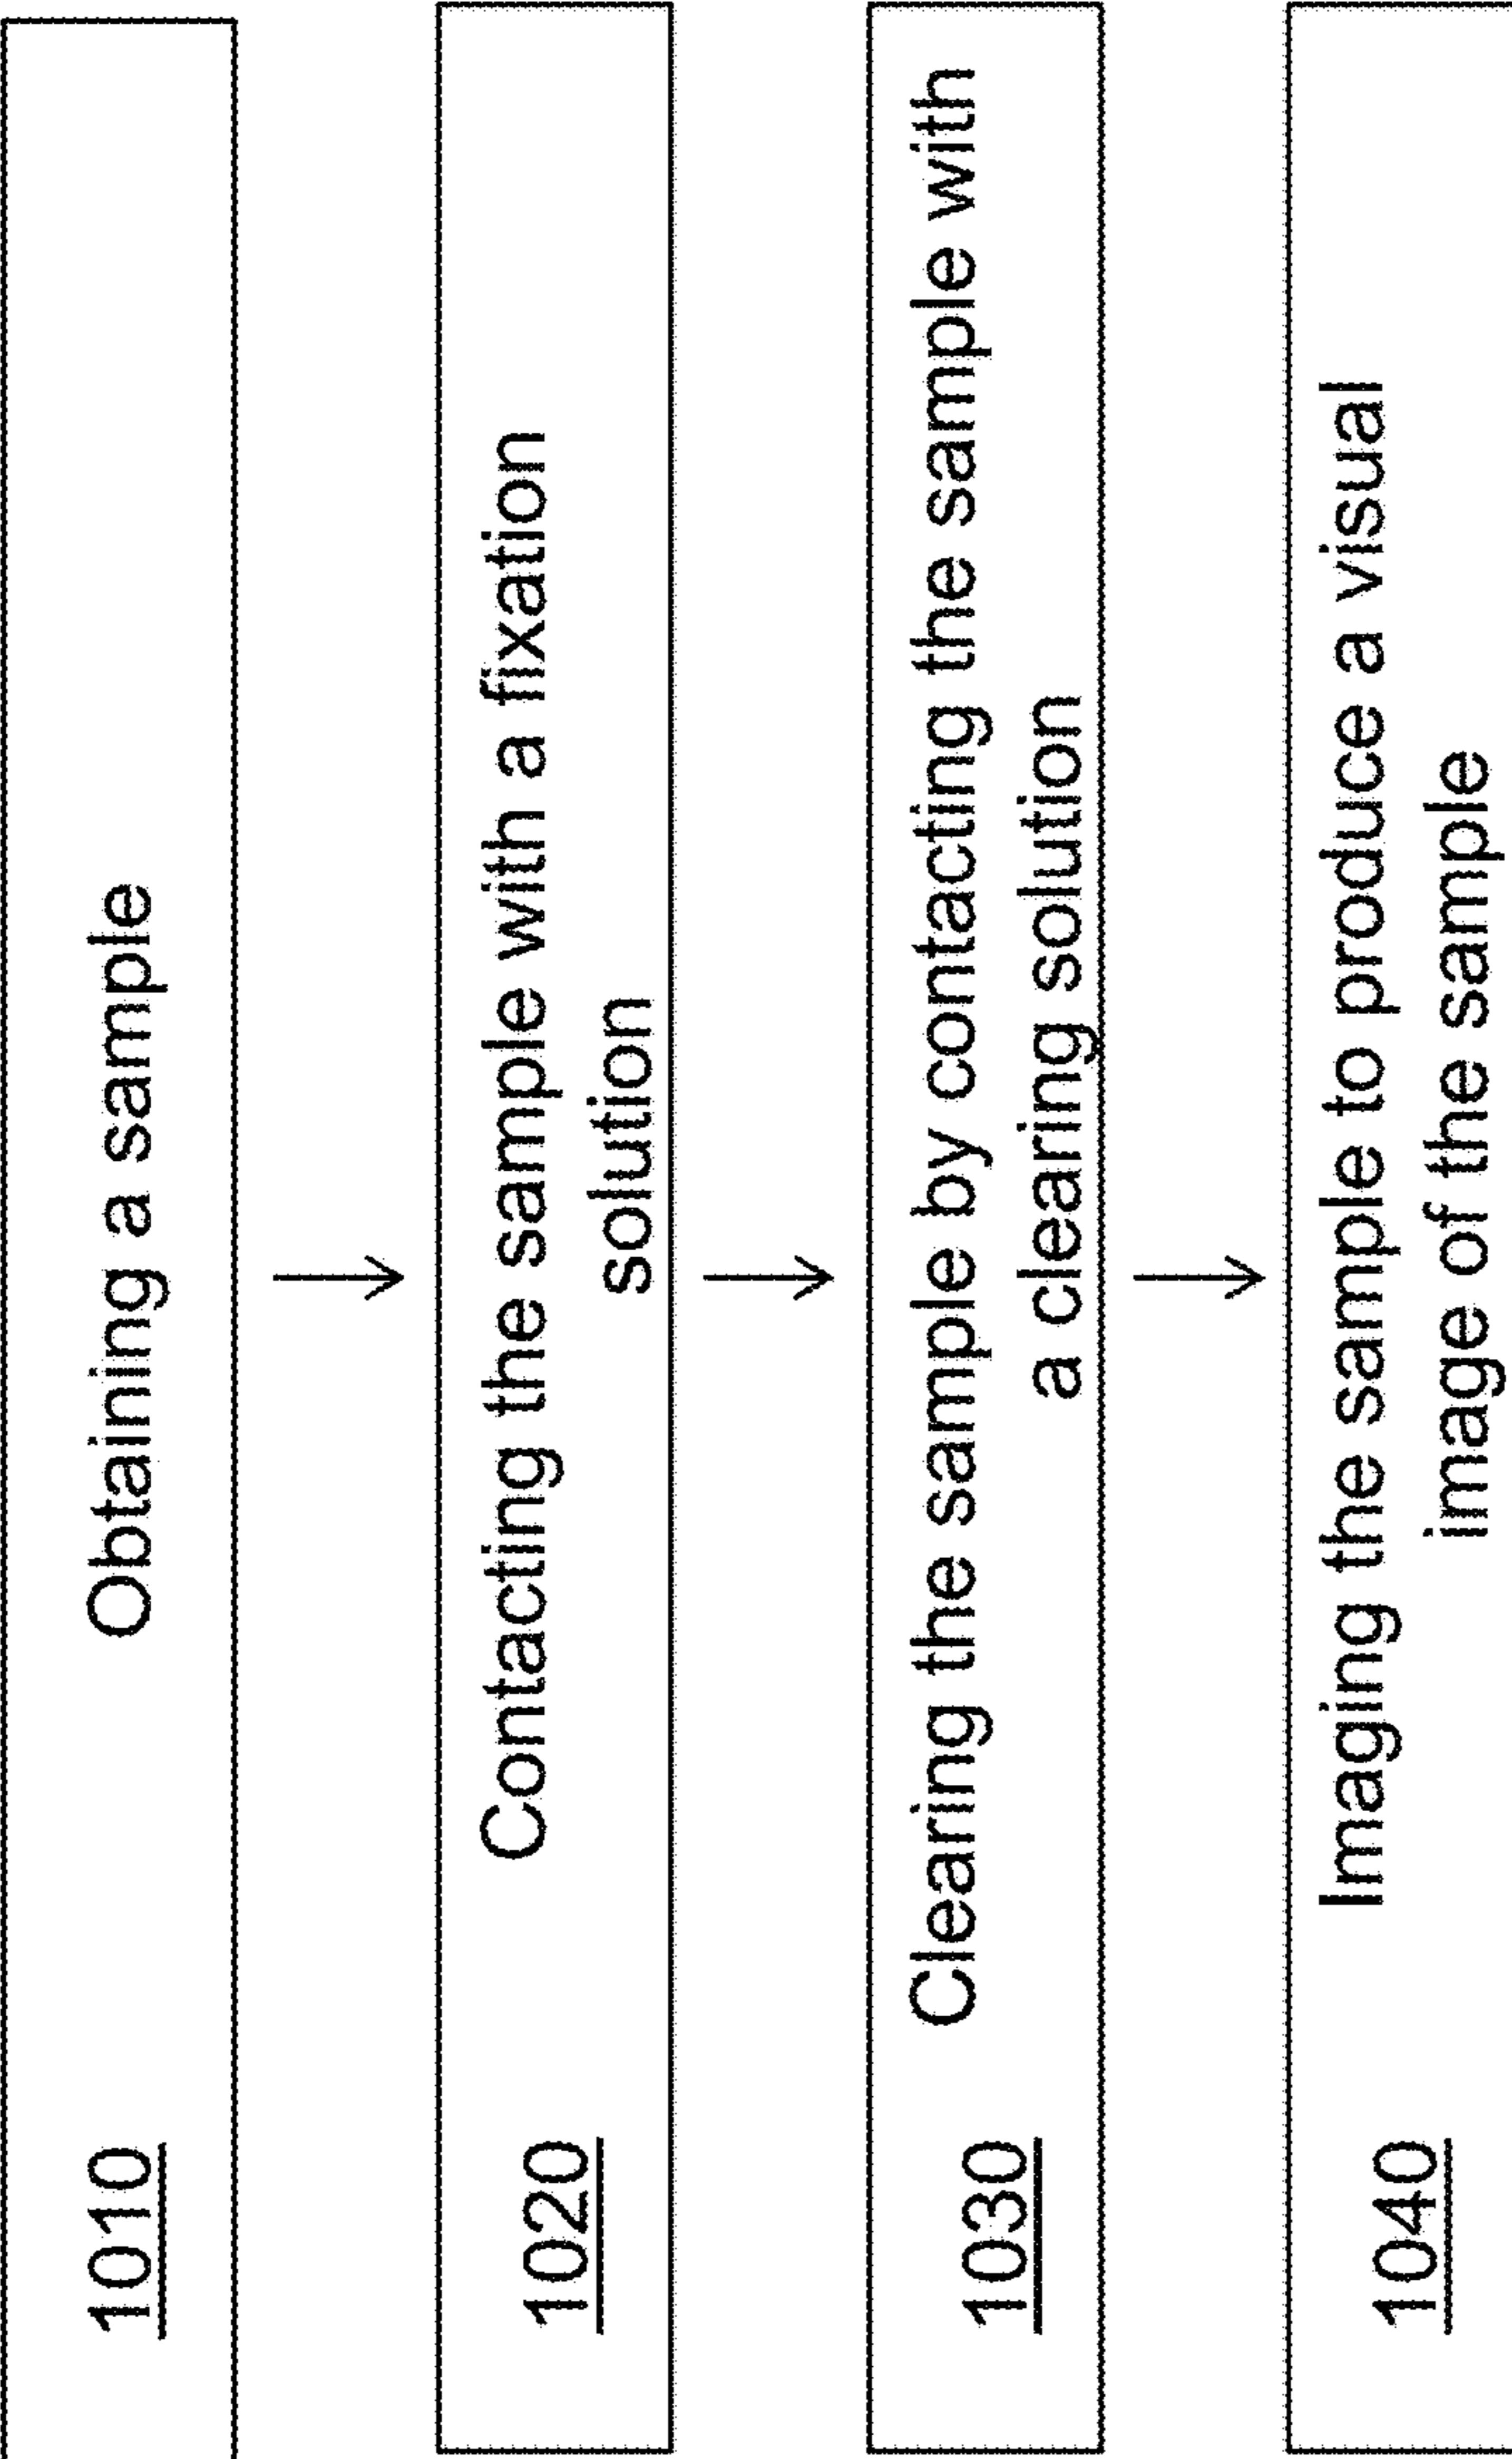 1010 Obtaining a sample
1020 Contacting the sample with a fixation
solution
1030 Clearing the sample by contacting the sample with
a clearing solution
1040 Imaging the sample to produce a visual
image of the sample